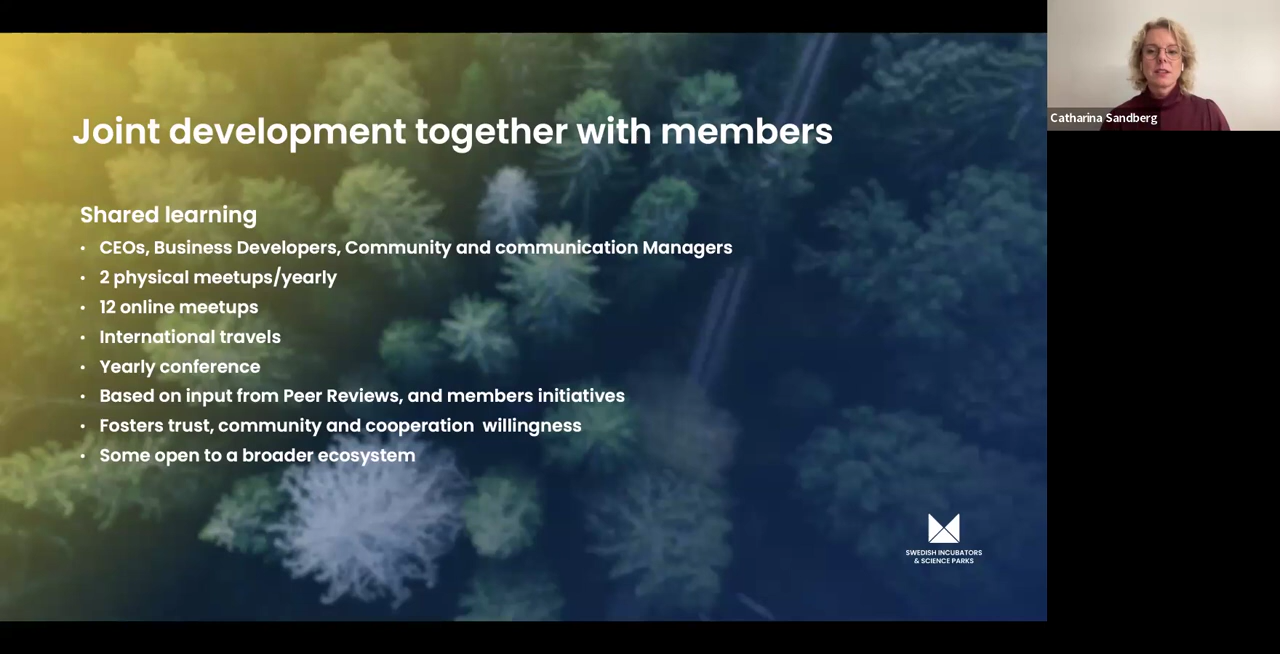 Joint development together with members
Shared learning
• CEOs, Business Developers, Community and communication Managers
• 2 physical meetups/yearly
• 12 online meetups
• International travels
• Yearly conference
• Based on input from Peer Reviews, and members initiatives
• Fosters trust, community and cooperation  willingness
• Some open to a broader ecosystem
SWEDISH INCUBATORS
& SCIENCE PARKS
Catharina Sandberg